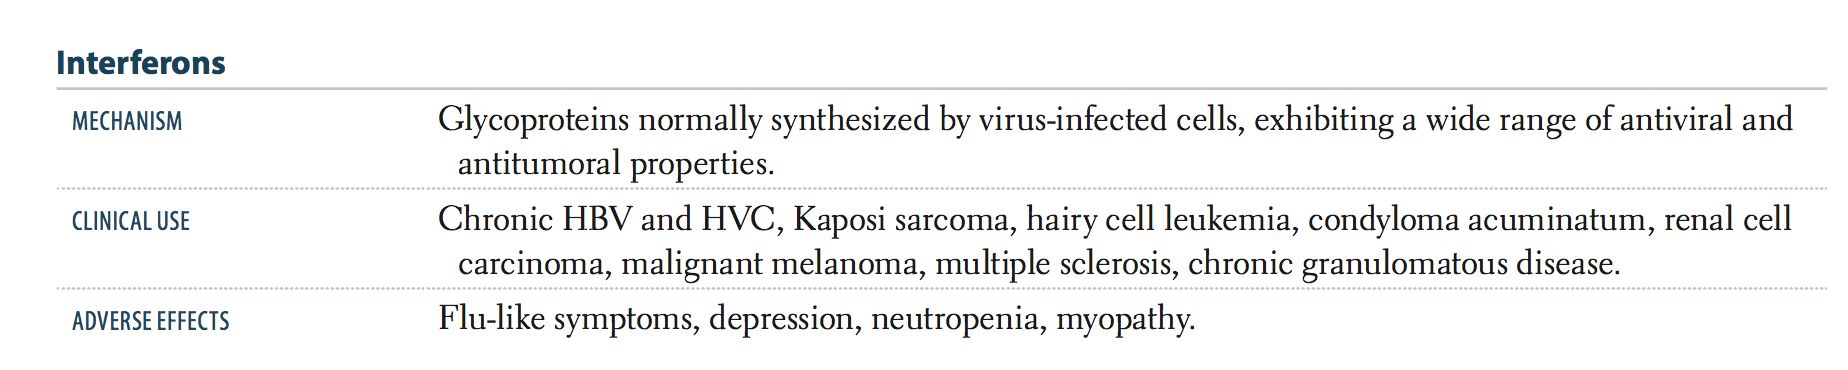 Interferons
MECHANISM
Glycoproteins normally synthesized by virus-infected cells, exhibiting a wide range of antiviral and
antitumoral properties.
CLINICAL USE
Chronic HBV and HVC, Kaposi sarcoma, hairy cell leukemia, condyloma acuminatum, renal cell
carcinoma, malignant melanoma, multiple sclerosis, chronic granulomatous disease.
ADVERSE EFFECTS
Flu-like symptoms, depression, neutropenia, myopathy.